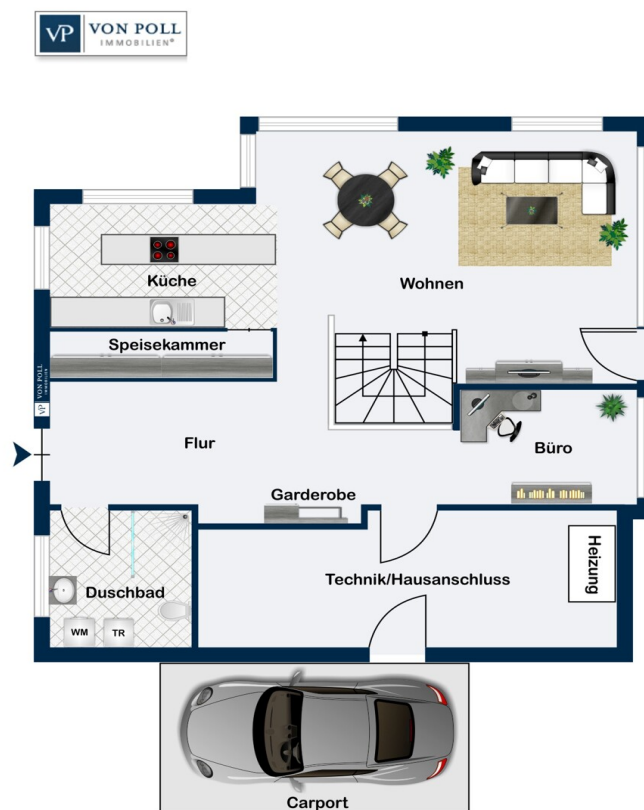 VP VON POLL
IMMOBILIEN®
Küche
Wohnen
Speisekammer
VP VON POLL
IMMOBILIEN
Flur
Büro
Garderobe
Heizung
Technik/Hausanschluss
Duschbad
WM
TR
Carport